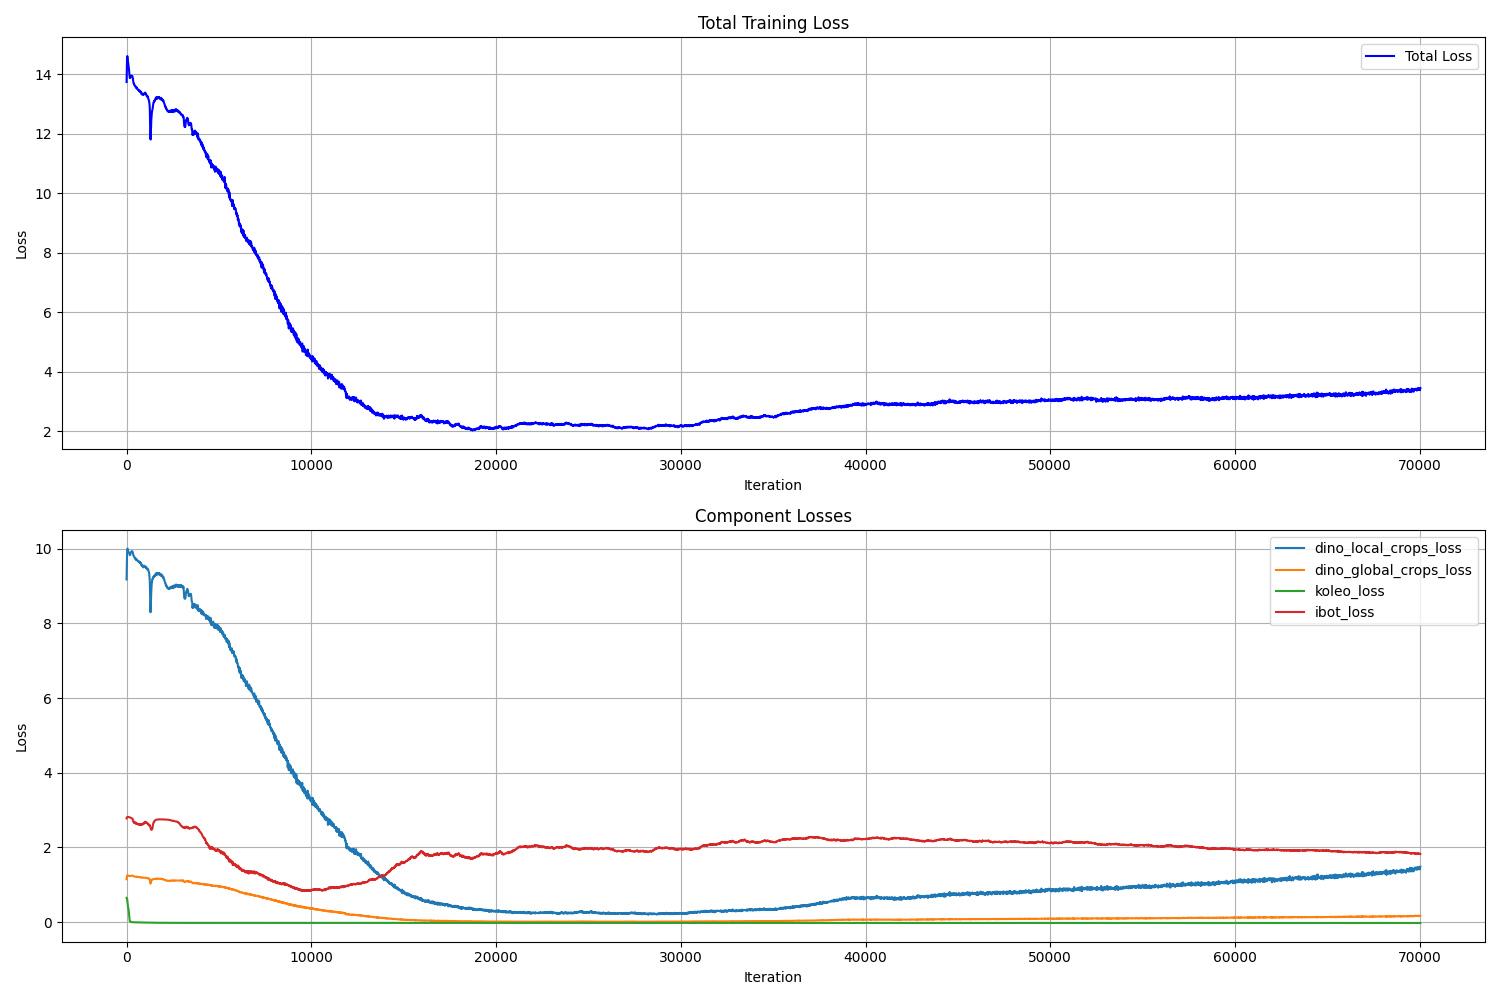 Total Training Loss
Total Loss
14
12
10
8
6
4
2
Loss
0
10000
20000
30000
40000
50000
60000
70000
Iteration
Component Losses
dino_local_crops_loss
dino_global_crops_loss
koleo_loss
ibot_loss
10
8
6
4
2
0
Loss
0
10000
20000
30000
40000
50000
60000
70000
Iteration